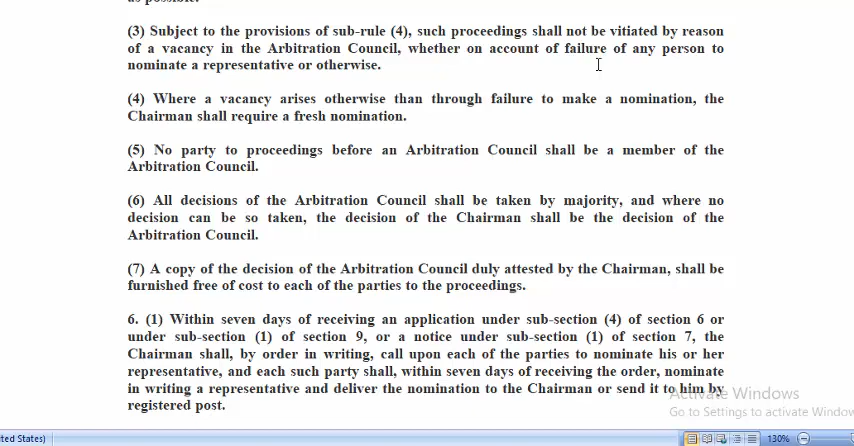 as possible.
(3) Subject to the provisions of sub-rule (4), such proceedings shall not be vitiated by reason
of a vacancy in the Arbitration Council, whether on account of failure of any person to
nominate a representative or otherwise.
(4) Where a vacancy arises otherwise than through failure to make a nomination, the
Chairman shall require a fresh nomination.
(5) No party to proceedings before an Arbitration Council shall be a member of the
Arbitration Council.
(6) All decisions of the Arbitration Council shall be taken by majority, and where no
decision can be so taken, the decision of the Chairman shall be the decision of the
Arbitration Council.
(7) A copy of the decision of the Arbitration Council duly attested by the Chairman, shall be
furnished free of cost to each of the parties to the proceedings.
6. (1) Within seven days of receiving an application under sub-section (4) of section 6 or
under sub-section (1) of section 9, or a notice under sub-section (1) of section 7, the
Chairman shall, by order in writing, call upon each of the parties to nominate his or her
representative, and each such party shall, within seven days of receiving the order, nominate
in writing a representative and deliver the nomination to the Chairman or send it to him by
registered post.
Activate Windows
Go to Settings to activate Window
ted States)
130%